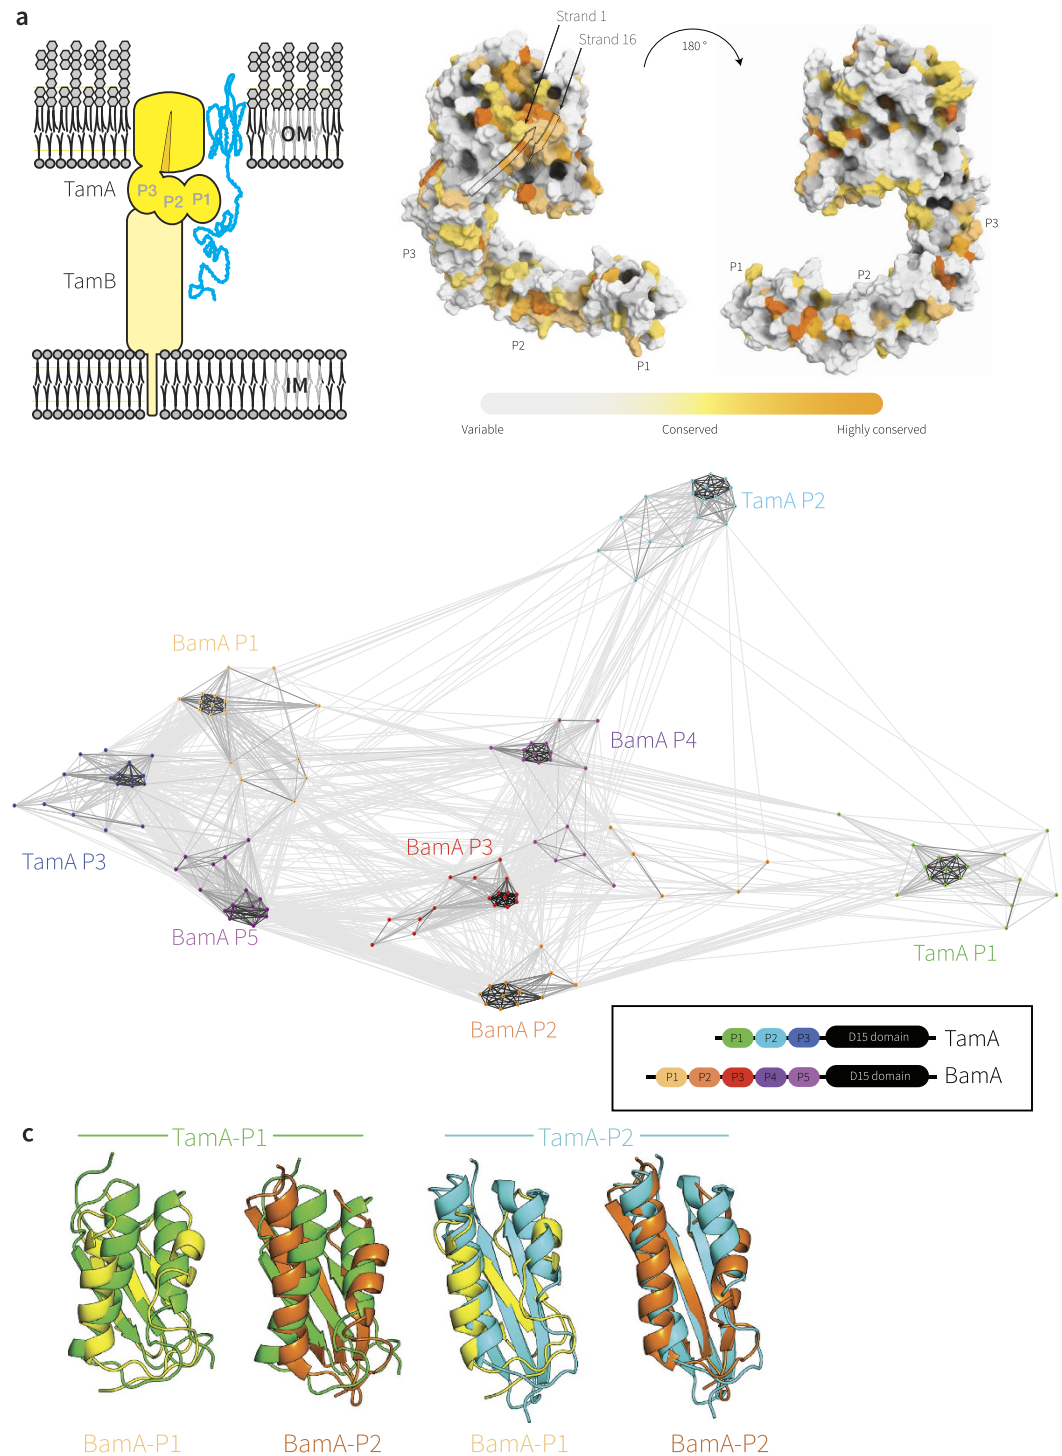 a
Strand 1
Strand 16
180 °
OM
TamA
P3
P2
P1
TamB
IM
P3
P2
P1
P1
P2
P3
Variable
Conserved
Highly conserved
TamA P2
BamA P1
BamA P4
TamA P3
BamA P3
BamA P5
TamA P1
BamA P2
P1 P2 P3 D15 domain TamA
P1 P2 P3 P4 P5 D15 domain BamA
c
TamA-P1
TamA-P2
BamA-P1
BamA-P2
BamA-P1
BamA-P2